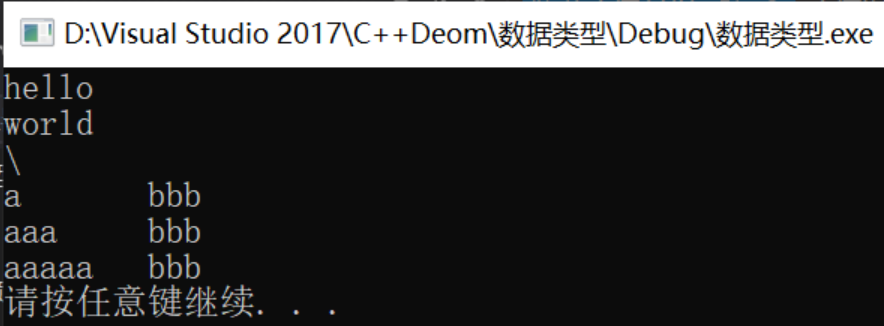 D:\Visual Studio 2017\C++Deom\数据类型\Debug\数据类型.exe
hello
world
\
a       bbb
aaa     bbb
aaaaa   bbb
请按任意键继续. . .